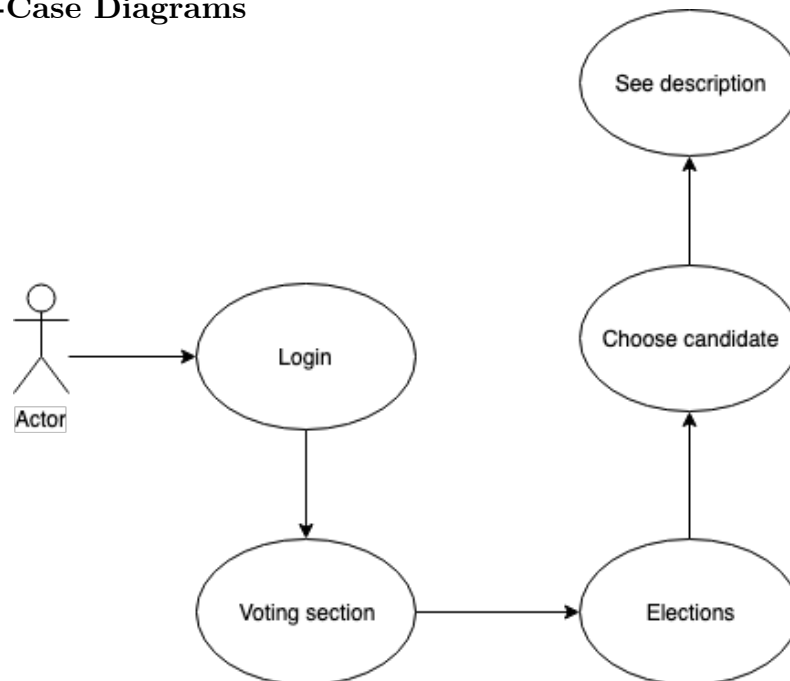 -Case Diagrams
See description
Choose candidate
Login
Actor
Voting section
Elections